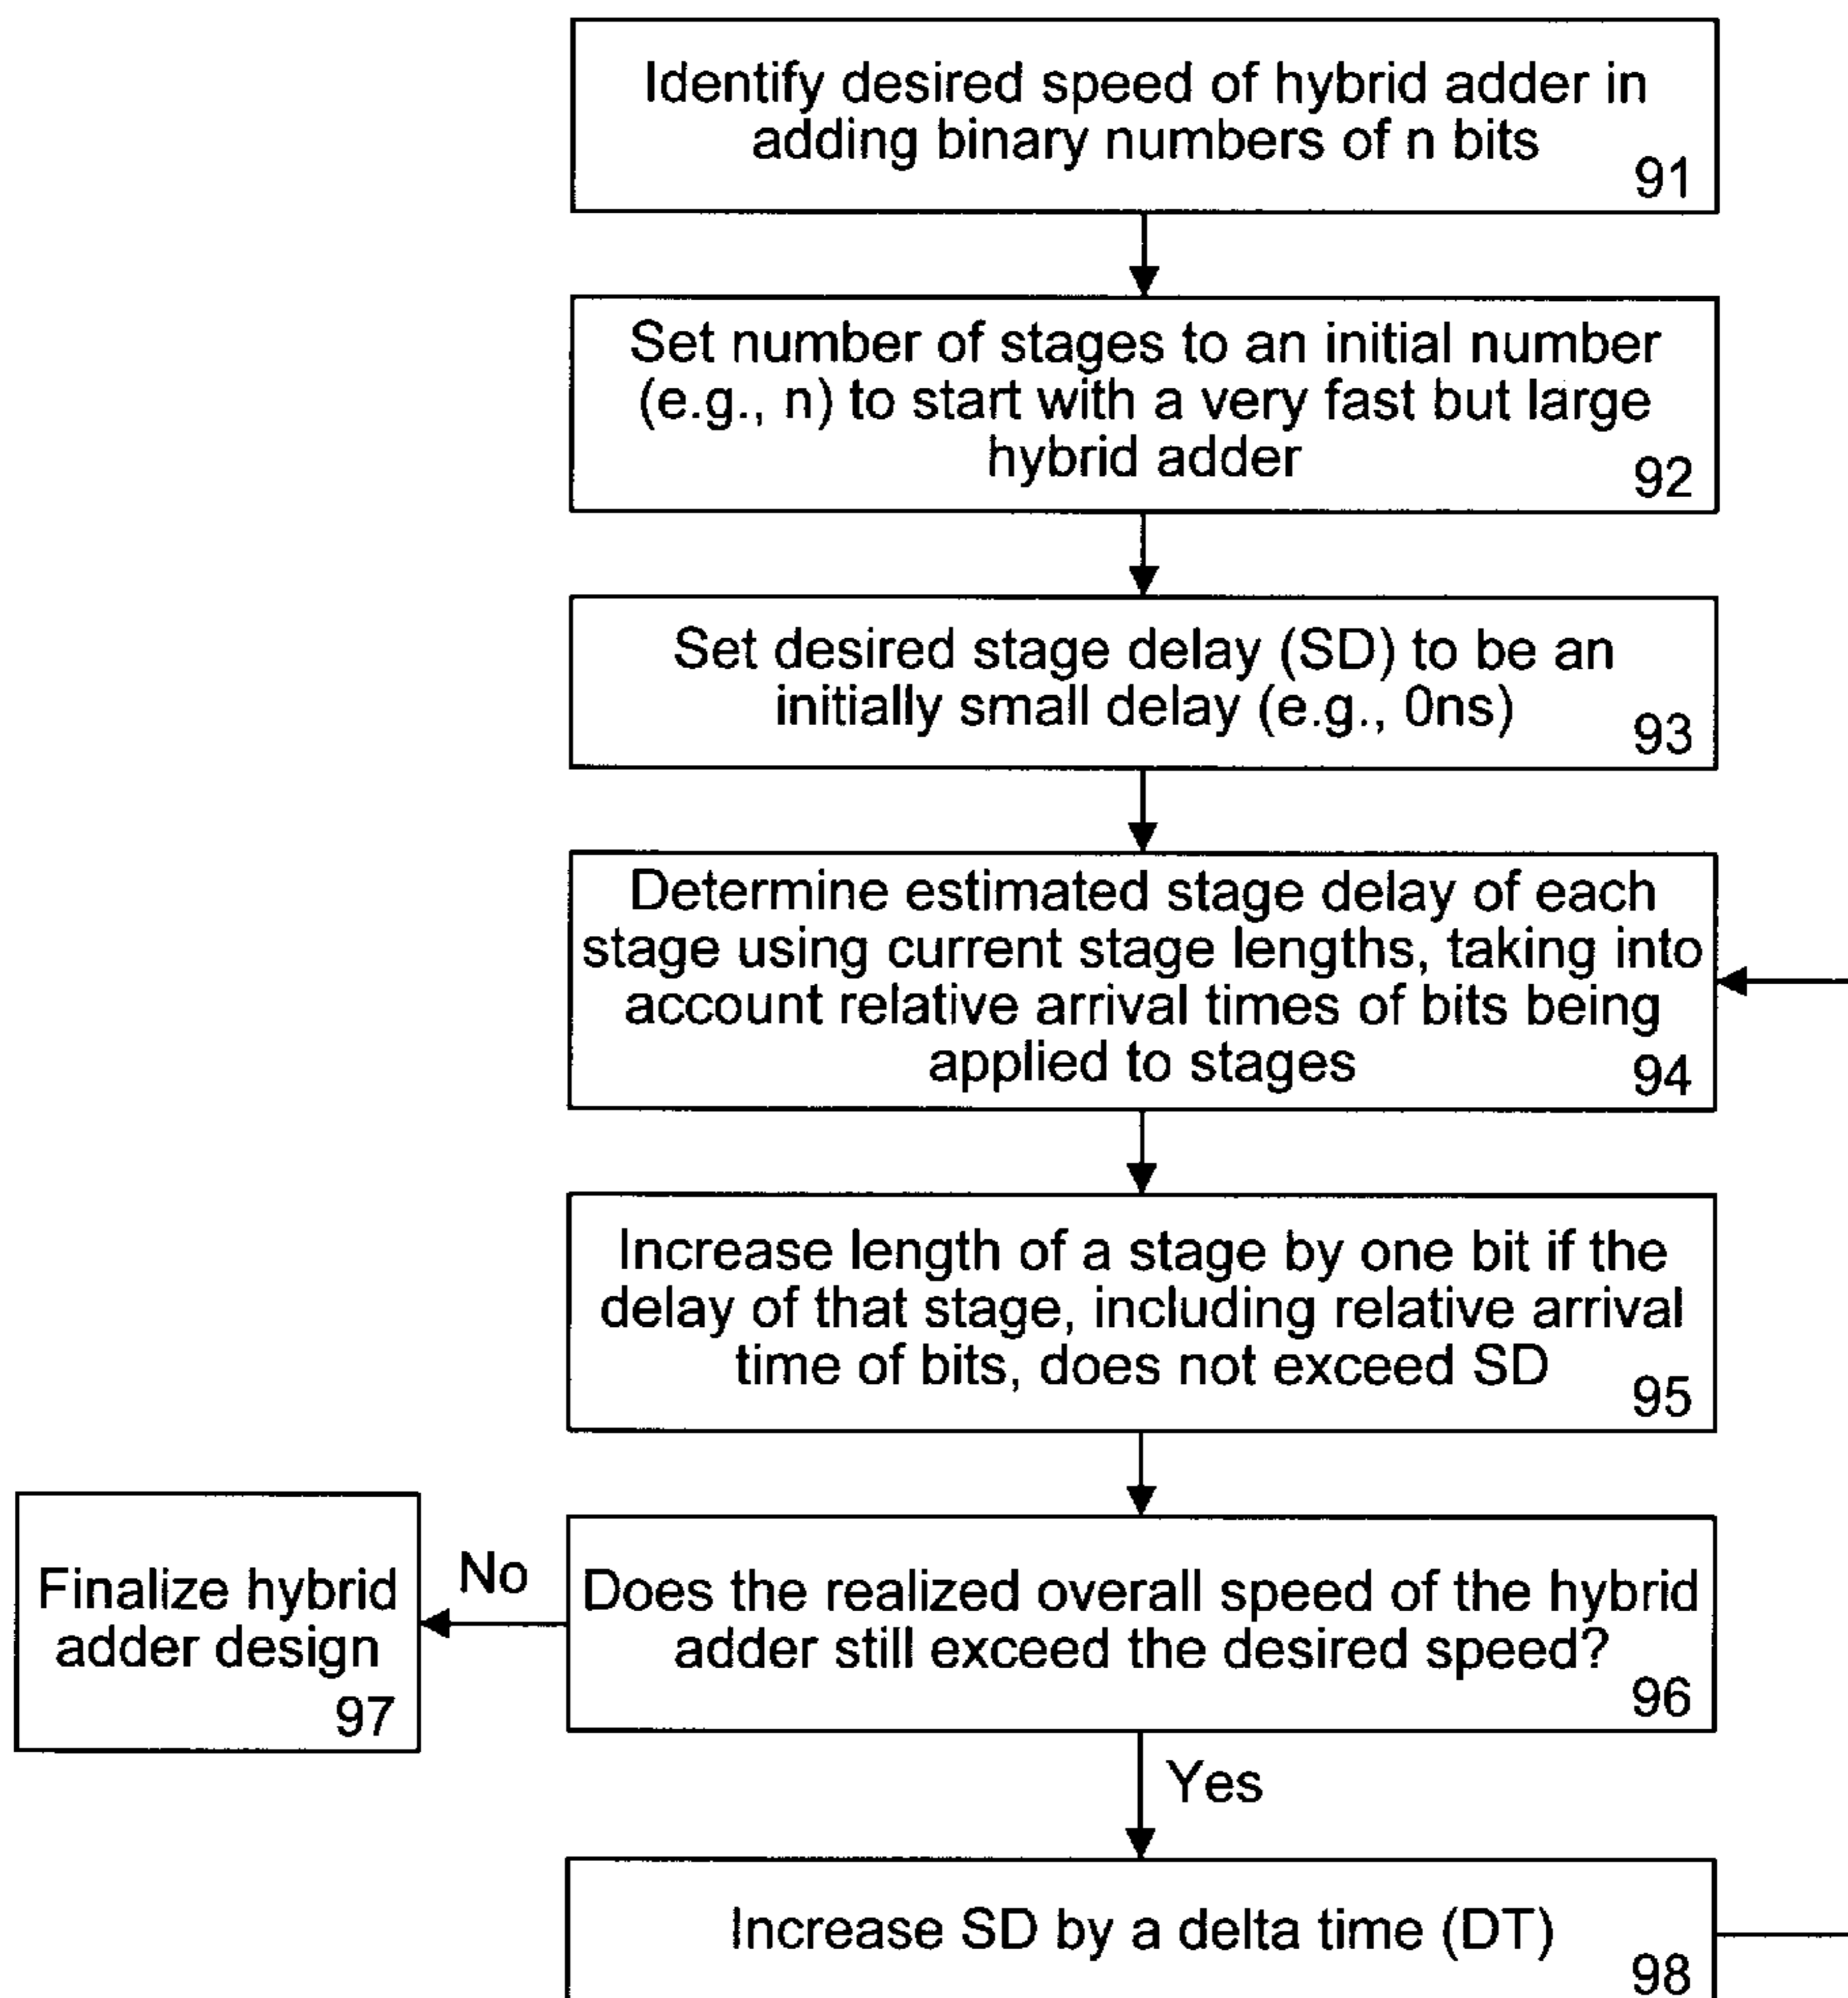 Identify desired speed of hybrid adder in
adding binary numbers of n bits
91
Set number of stages to an initial number
(e.g., n) to start with a very fast but large
hybrid adder
92
Set desired stage delay (SD) to be an
initially small delay (e.g., 0ns)
93
Determine estimated stage delay of each
stage using current stage lengths, taking into
account relative arrival times of bits being
applied to stages
94
Increase length of a stage by one bit if the
delay of that stage, including relative arrival
time of bits, does not exceed SD
95
Does the realized overall speed of the hybrid
adder still exceed the desired speed?
96
No
Finalize hybrid
adder design
97
Yes
Increase SD by a delta time (DT)
98